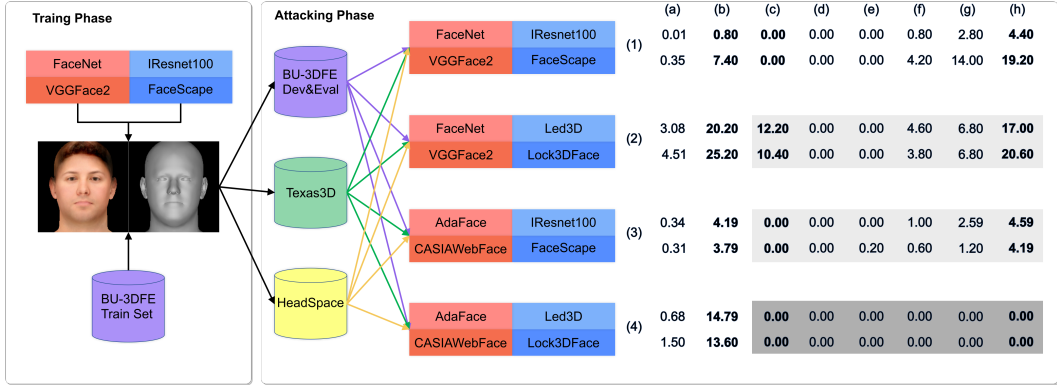 Traing Phase
FaceNet IResnet100
VGGFace2 FaceScape
BU-3DFE
Train Set
Attacking Phase
BU-3DFE
Dev&Eval
Texas3D
HeadSpace
(a) (b) (c) (d) (e) (f) (g) (h)
FaceNet IResnet100 0.01 0.80 0.00 0.00 0.00 0.80 2.80 4.40
(1)
VGGFace2 FaceScape 0.35 7.40 0.00 0.00 0.00 4.20 14.00 19.20
FaceNet Led3D 3.08 20.20 12.20 0.00 0.00 4.60 6.80 17.00
(2)
VGGFace2 Lock3DFace 4.51 25.20 10.40 0.00 0.00 3.80 6.80 20.60
AdaFace IResnet100 0.34 4.19 0.00 0.00 0.00 1.00 2.59 4.59
(3)
CASIAWebFace FaceScape 0.31 3.79 0.00 0.00 0.20 0.60 1.20 4.19
AdaFace Led3D 0.68 14.79 0.00 0.00 0.00 0.00 0.00 0.00
(4)
CASIAWebFace Lock3DFace 1.50 13.60 0.00 0.00 0.00 0.00 0.00 0.00